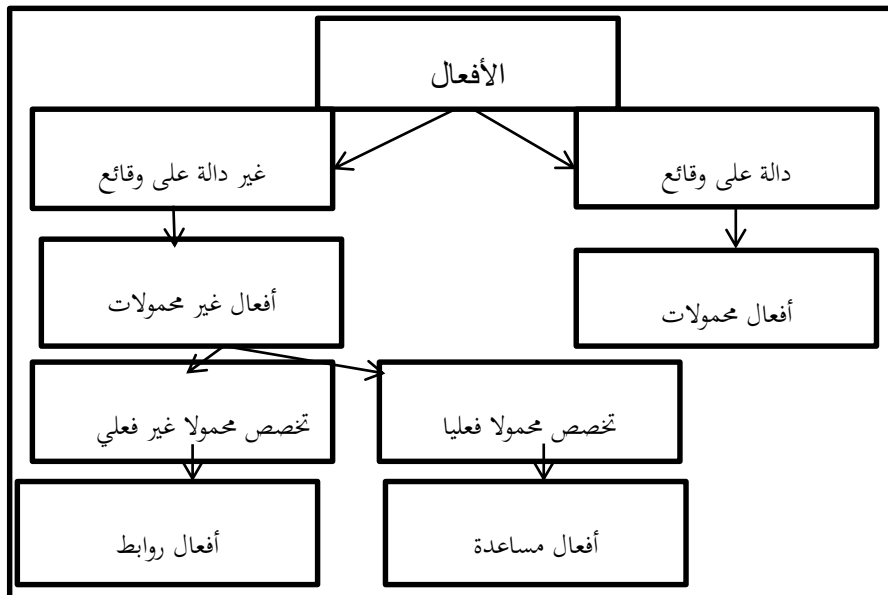 الأفعال
دالة على وقائع
غير دالة على وقائع
أفعال محمولات
أفعال غير محمولات
تخصص محمولا فعليا
تخصص محمولا غير فعلي
أفعال مساعدة
أفعال روابط